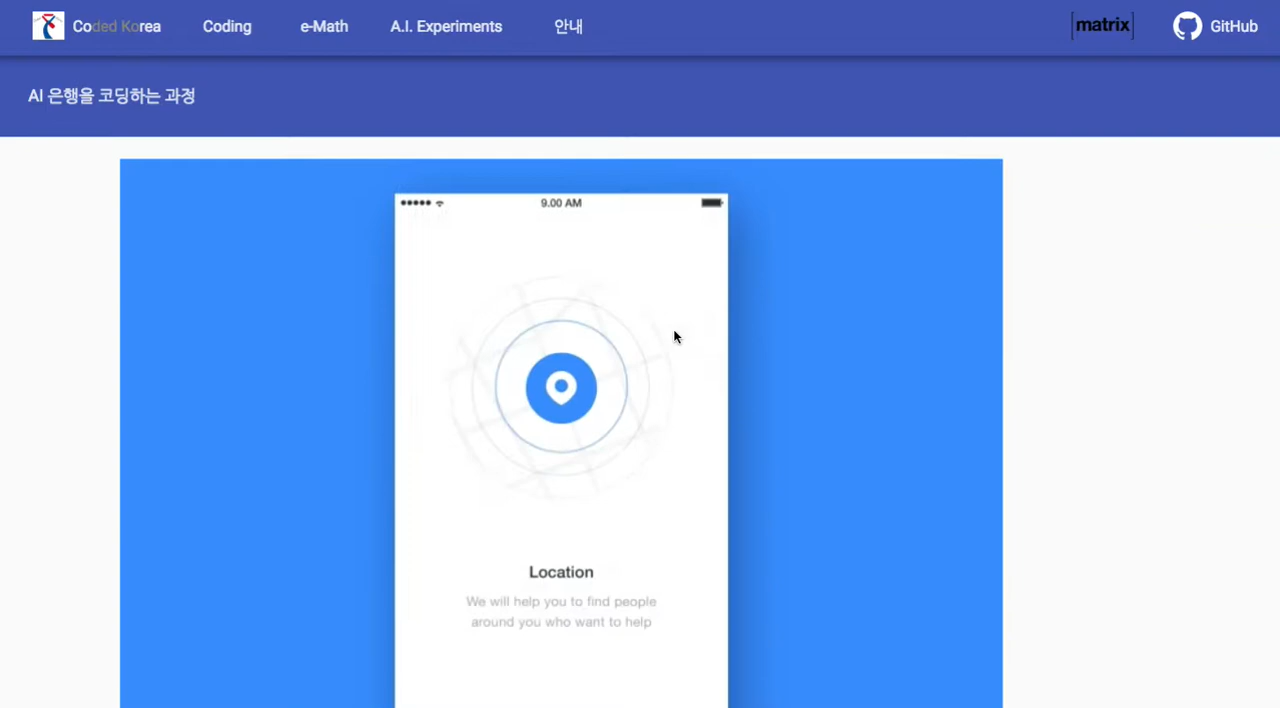 Coded Korea Coding e-Math A.I. Experiments 안내 [matrix] GitHub
AI 은행을 코딩하는 과정
9.00 AM
Location
We will help you to find people
around you who want to help